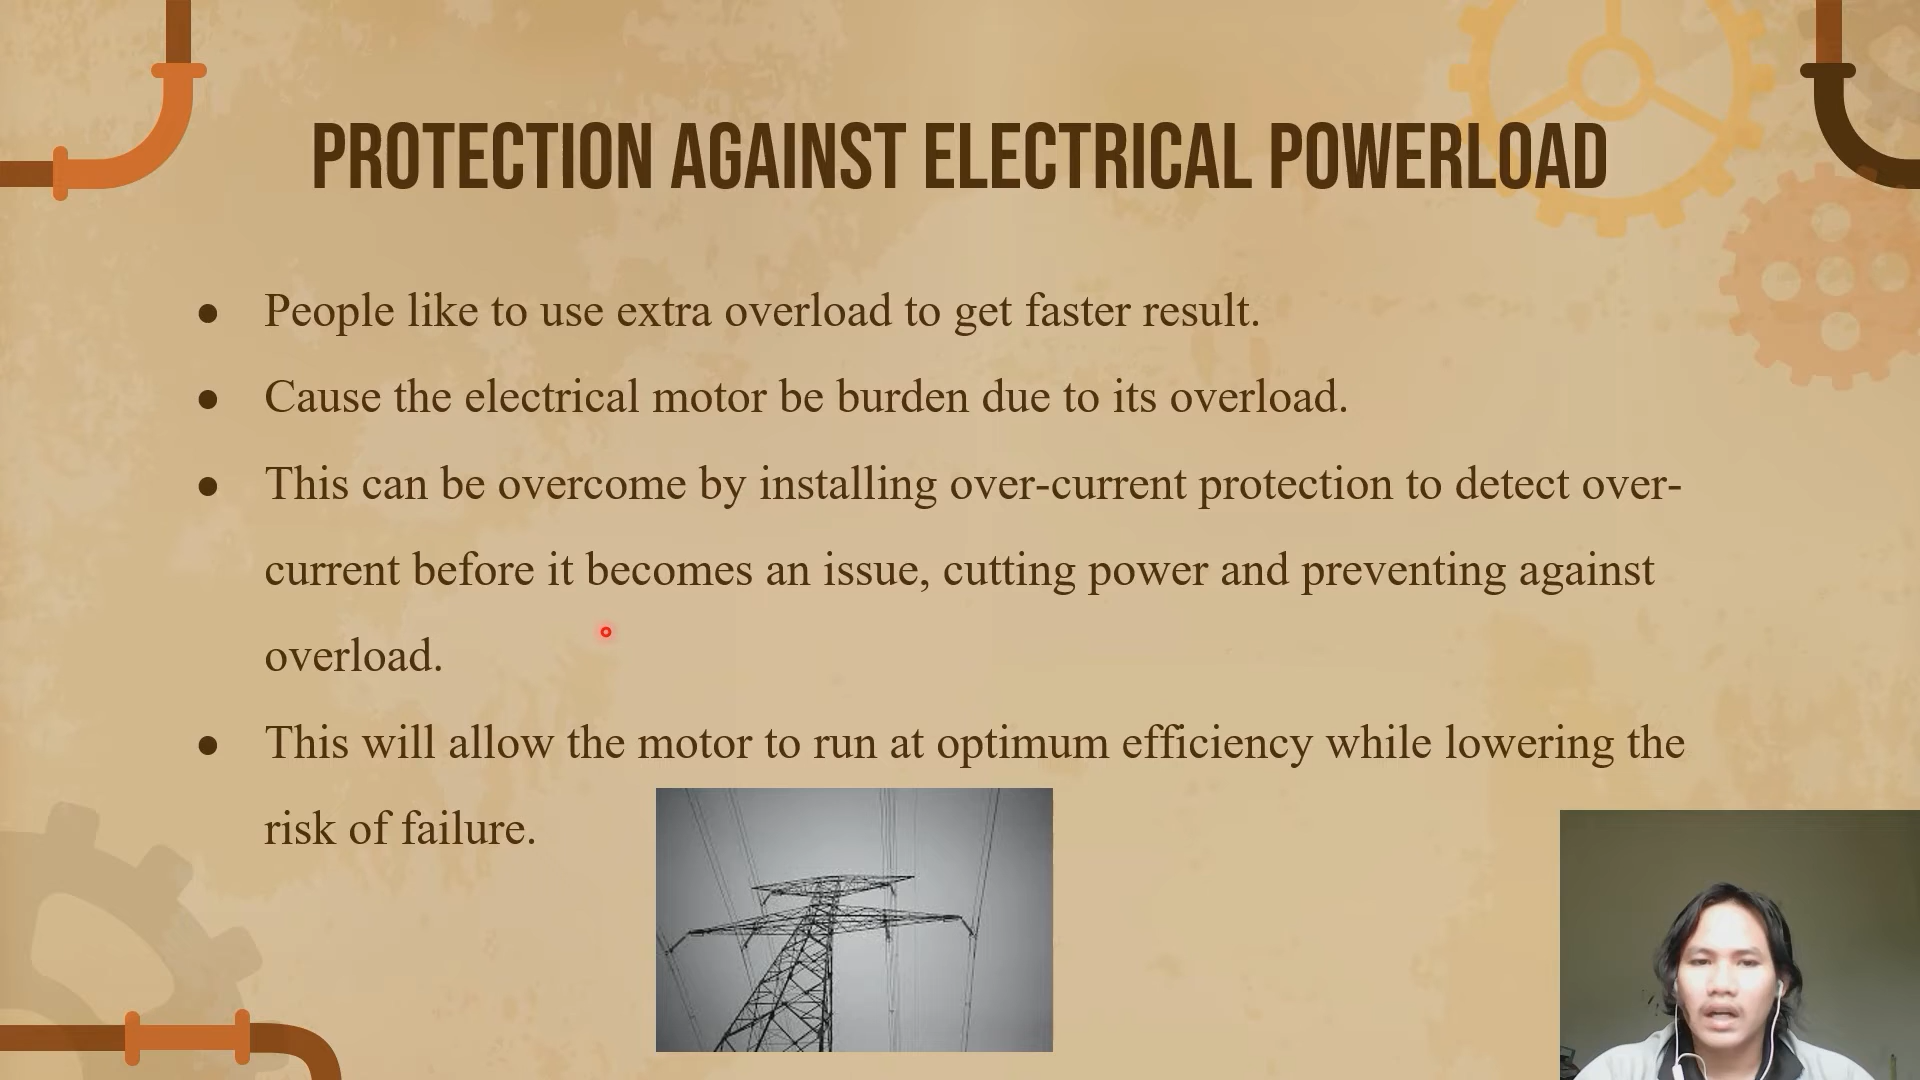 PROTECTION AGAINST ELECTRICAL POWERLOAD
● People like to use extra overload to get faster result.
● Cause the electrical motor be burden due to its overload.
● This can be overcome by installing over-current protection to detect over-
current before it becomes an issue, cutting power and preventing against
overload.
● This will allow the motor to run at optimum efficiency while lowering the
risk of failure.